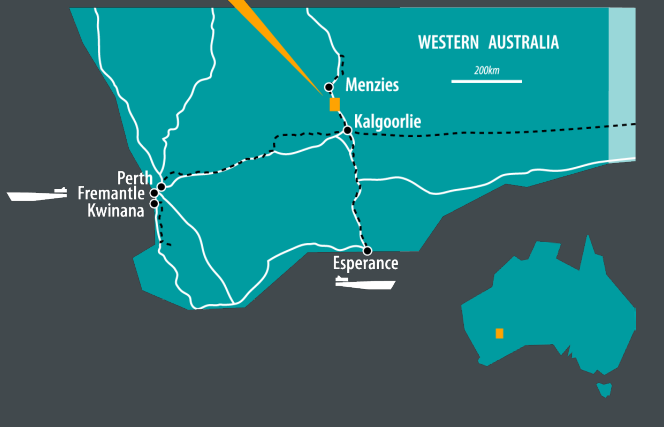 WESTERN AUSTRALIA
200km
Menzies
Kalgoorlie
Perth
Fremantle
Kwinana
Esperance